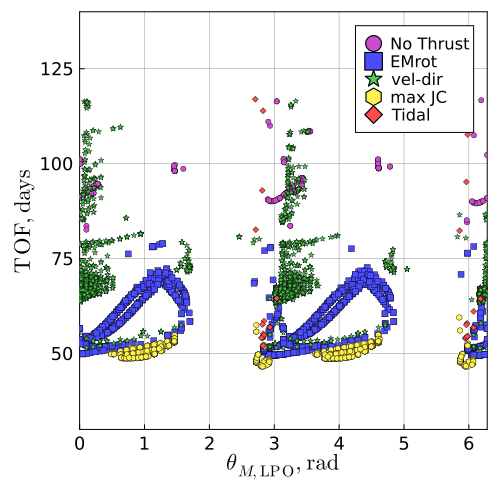 No Thrust
EMrot
vel-dir
max JC
Tidal
125
100
75
50
TOF, days
0 1 2 3 4 5 6
θM,LPO, rad